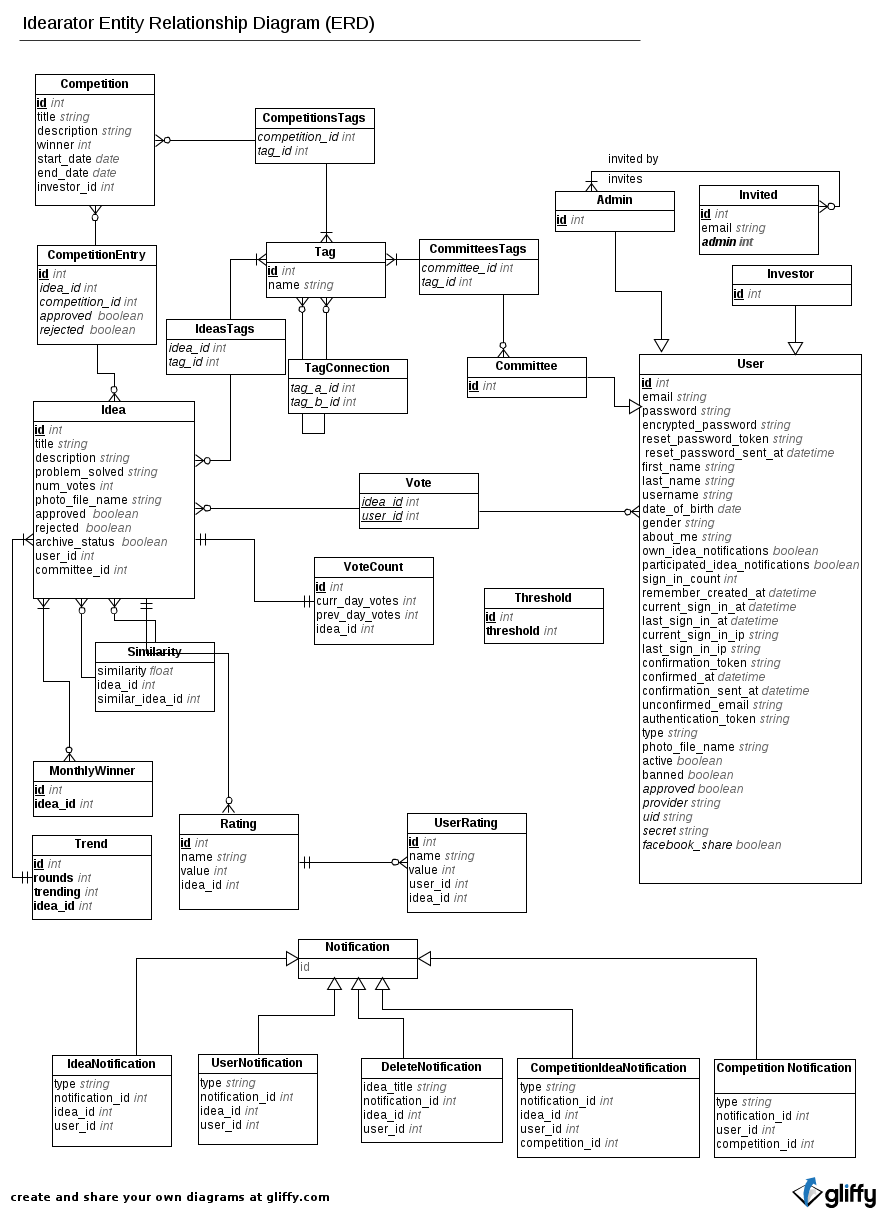 Idearator Entity Relationship Diagram (ERD)
Competition
id int
title string
description string
winner int
start_date date
end_date date
investor_id int
CompetitionsTags
competition_id int
tag_id int
invited by
invites
Admin
id int
Invited
id int
email string
admin int
Investor
id int
CompetitionEntry
id int
idea_id int
competition_id int
approved boolean
rejected boolean
Tag
id int
name string
CommitteesTags
committee_id int
tag_id int
IdeasTags
idea_id int
tag_id int
TagConnection
tag_a_id int
tag_b_id int
Committee
id int
User
id int
email string
password string
encrypted_password string
reset_password_token string
reset_password_sent_at datetime
first_name string
last_name string
username string
date_of_birth date
gender string
about_me string
own_idea_notifications boolean
participated_idea_notifications boolean
sign_in_count int
remember_created_at datetime
current_sign_in_at datetime
last_sign_in_at datetime
current_sign_in_ip string
last_sign_in_ip string
confirmation_token string
confirmed_at datetime
confirmation_sent_at datetime
unconfirmed_email string
authentication_token string
type string
photo_file_name string
active boolean
banned boolean
approved boolean
provider string
uid string
secret string
facebook_share boolean
Idea
id int
title string
description string
problem_solved string
num_votes int
photo_file_name string
approved boolean
rejected boolean
archive_status boolean
user_id int
committee_id int
Vote
idea_id int
user_id int
VoteCount
id int
curr_day_votes int
prev_day_votes int
idea_id int
Threshold
id int
threshold int
Similarity
similarity float
idea_id int
similar_idea_id int
MonthlyWinner
id int
idea_id int
Trend
id int
rounds int
trending int
idea_id int
Rating
id int
name string
value int
idea_id int
UserRating
id int
name string
value int
user_id int
idea_id int
Notification
id
IdeaNotification
type string
notification_id int
idea_id int
user_id int
UserNotification
type string
notification_id int
idea_id int
user_id int
DeleteNotification
idea_title string
notification_id int
idea_id int
user_id int
CompetitionIdeaNotification
type string
notification_id int
idea_id int
user_id int
competition_id int
Competition Notification
type string
notification_id int
user_id int
competition_id int
create and share your own diagrams at gliffy.com
gliffy